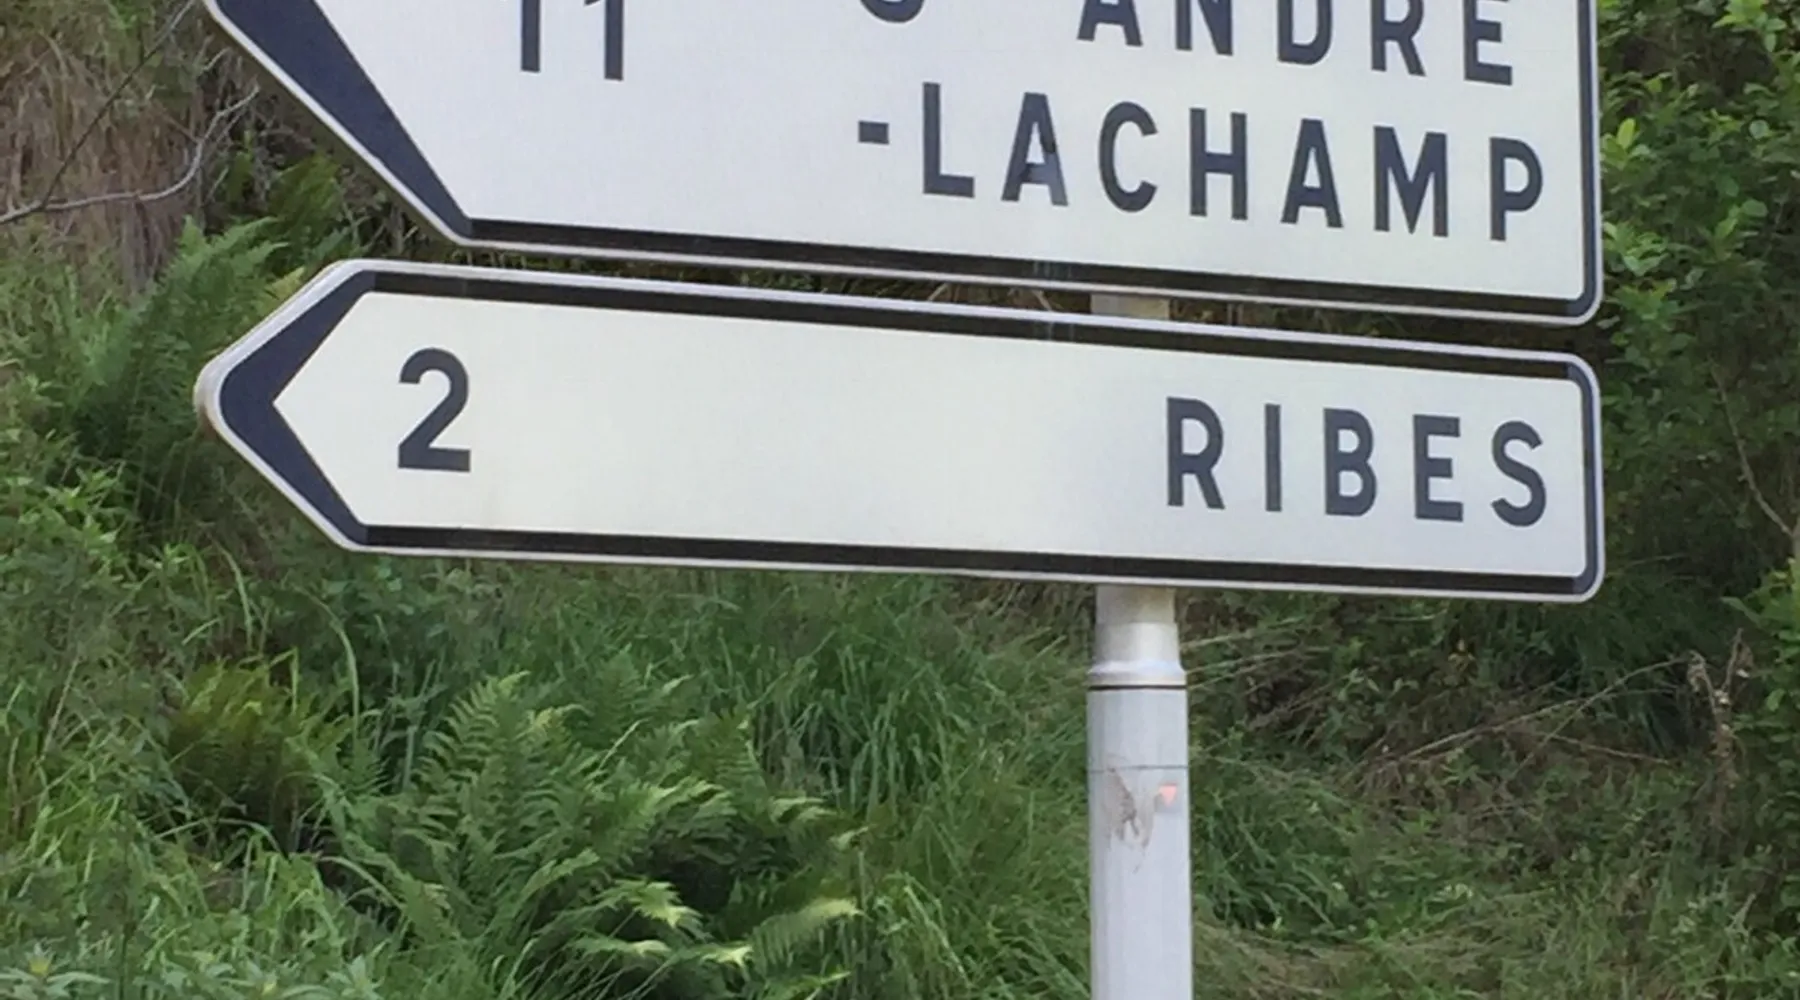 11 ANDRE
-LACHAMP
2 RIBES